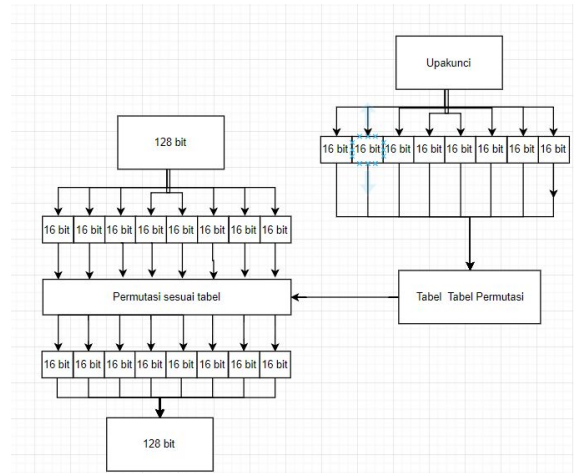 Upakunci
128 bit
16 bit 16 bit 16 bit 16 bit 16 bit 16 bit 16 bit 16 bit
16 bit 16 bit 16 bit 16 bit 16 bit 16 bit 16 bit 16 bit
Permutasi sesuai tabel
Tabel Tabel Permutasi
16 bit 16 bit 16 bit 16 bit 16 bit 16 bit 16 bit 16 bit
128 bit